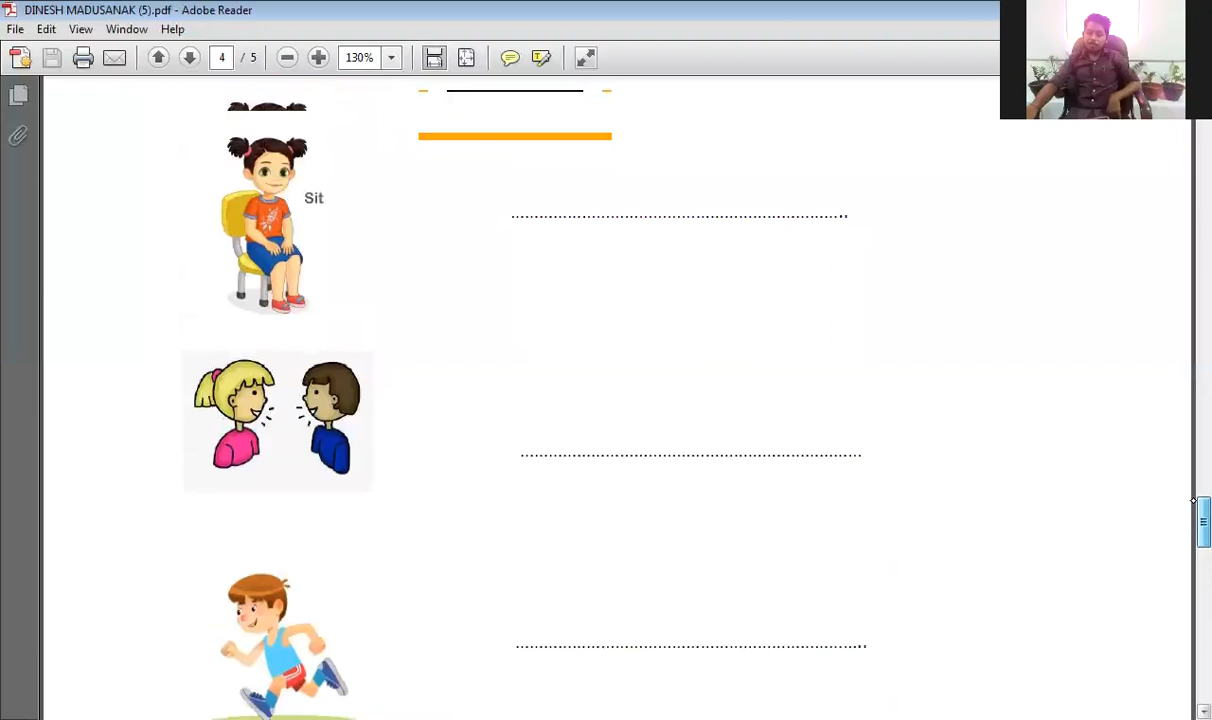 DINESH MADUSANAK (5).pdf - Adobe Reader
File Edit View Window Help
4 / 5 130%
Sit